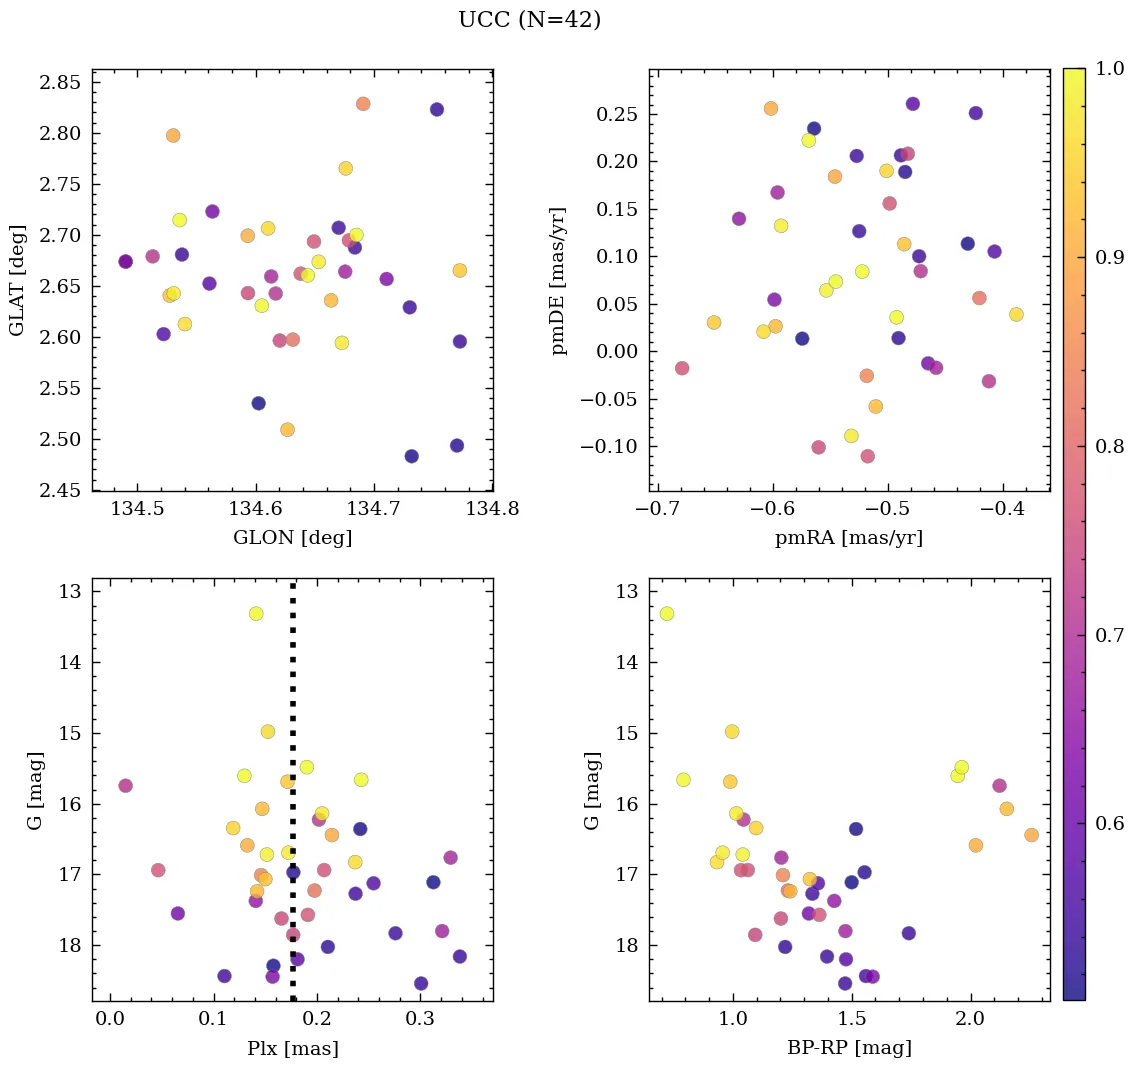 UCC (N=42)
2.85
2.80
2.75
2.70
2.65
2.60
2.55
2.50
2.45
GLAT [deg]
134.5 134.6 134.7 134.8
GLON [deg]
0.25
0.20
0.15
0.10
0.05
0.00
−0.05
−0.10
pmDE [mas/yr]
−0.7 −0.6 −0.5 −0.4
pmRA [mas/yr]
1.0
0.9
0.8
0.7
0.6
13
14
15
16
17
18
G [mag]
0.0 0.1 0.2 0.3
Plx [mas]
13
14
15
16
17
18
G [mag]
1.0 1.5 2.0
BP-RP [mag]